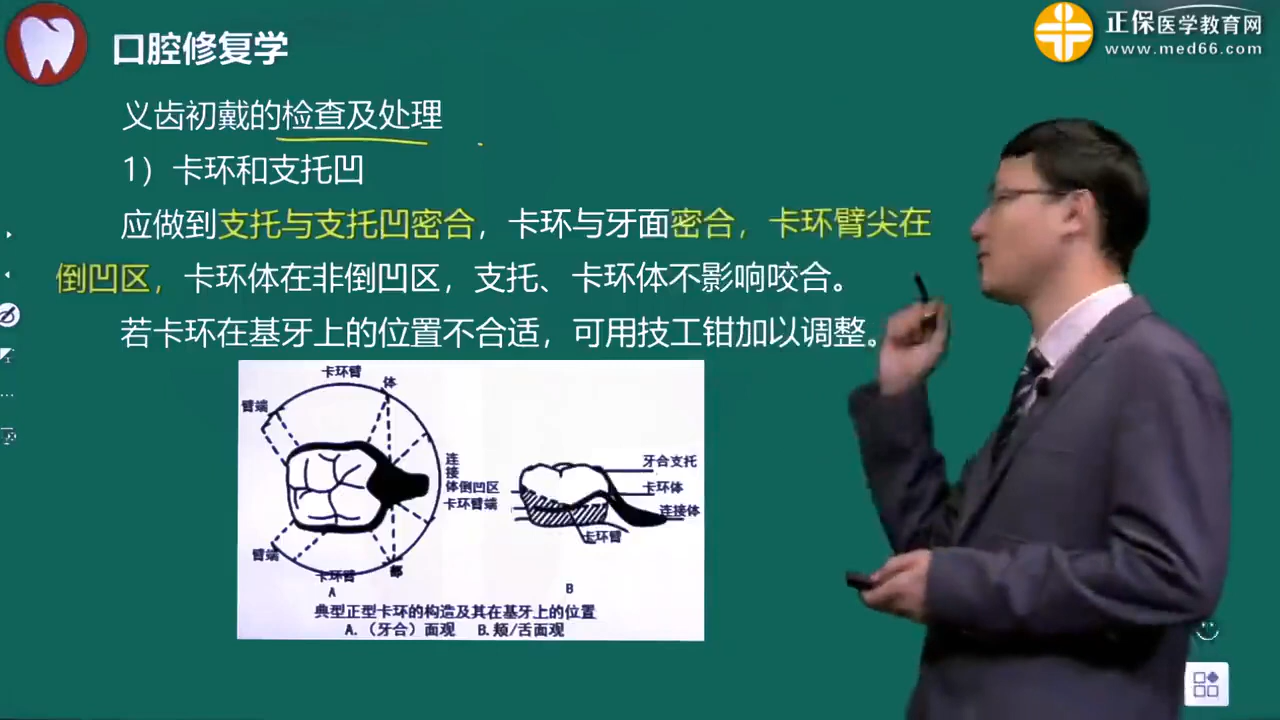 口腔修复学
正保医学教育网
www.med66.com
义齿初戴的检查及处理
1）卡环和支托凹
应做到支托与支托凹密合，卡环与牙面密合，卡环臂尖在
倒凹区，卡环体在非倒凹区，支托、卡环体不影响咬合。
若卡环在基牙上的位置不合适，可用技工钳加以调整。
卡环臂
体
臂端
连接体
臂端
卡环臂
部
A
牙合支托
倒凹区
卡环体
卡环臂端
连接体
卡环臂
B
典型正型卡环的构造及其在基牙上的位置
A.（牙合）面观 B.颊/舌面观